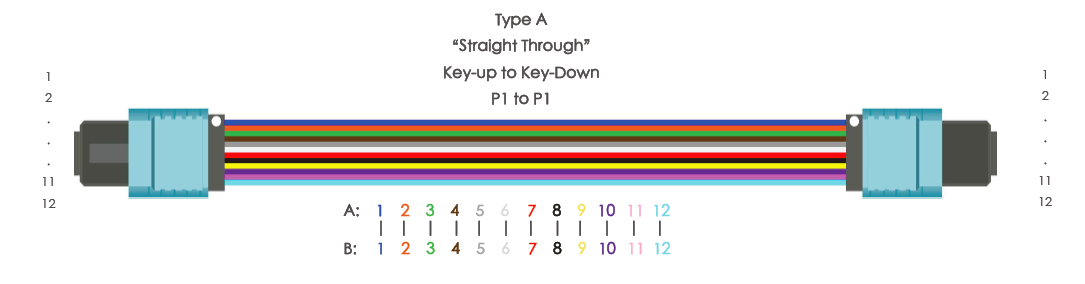 Type A
“Straight Through”
Key-up to Key-Down
P1 to P1
1
2
.
.
.
11
12
1
2
.
.
.
11
12
A: 1 2 3 4 5 6 7 8 9 10 11 12
B: 1 2 3 4 5 6 7 8 9 10 11 12